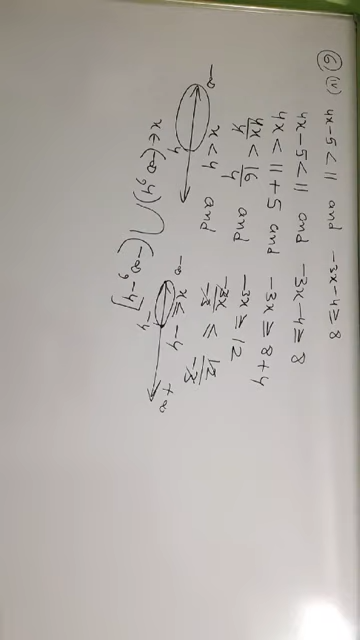 6) (v) 4x-5<11 and -3x-4≥8
4x-5<11 and -3x-4≥8
4x<11+5 and -3x≥8+4
4x/4 < 16/4 and -3x≥12
x<4 and -3x/-3 ≤ 12/-3
x≤-4
-∞ 4 -∞ -4 +∞
x∈(-∞,4) ∩ (-∞,-4]